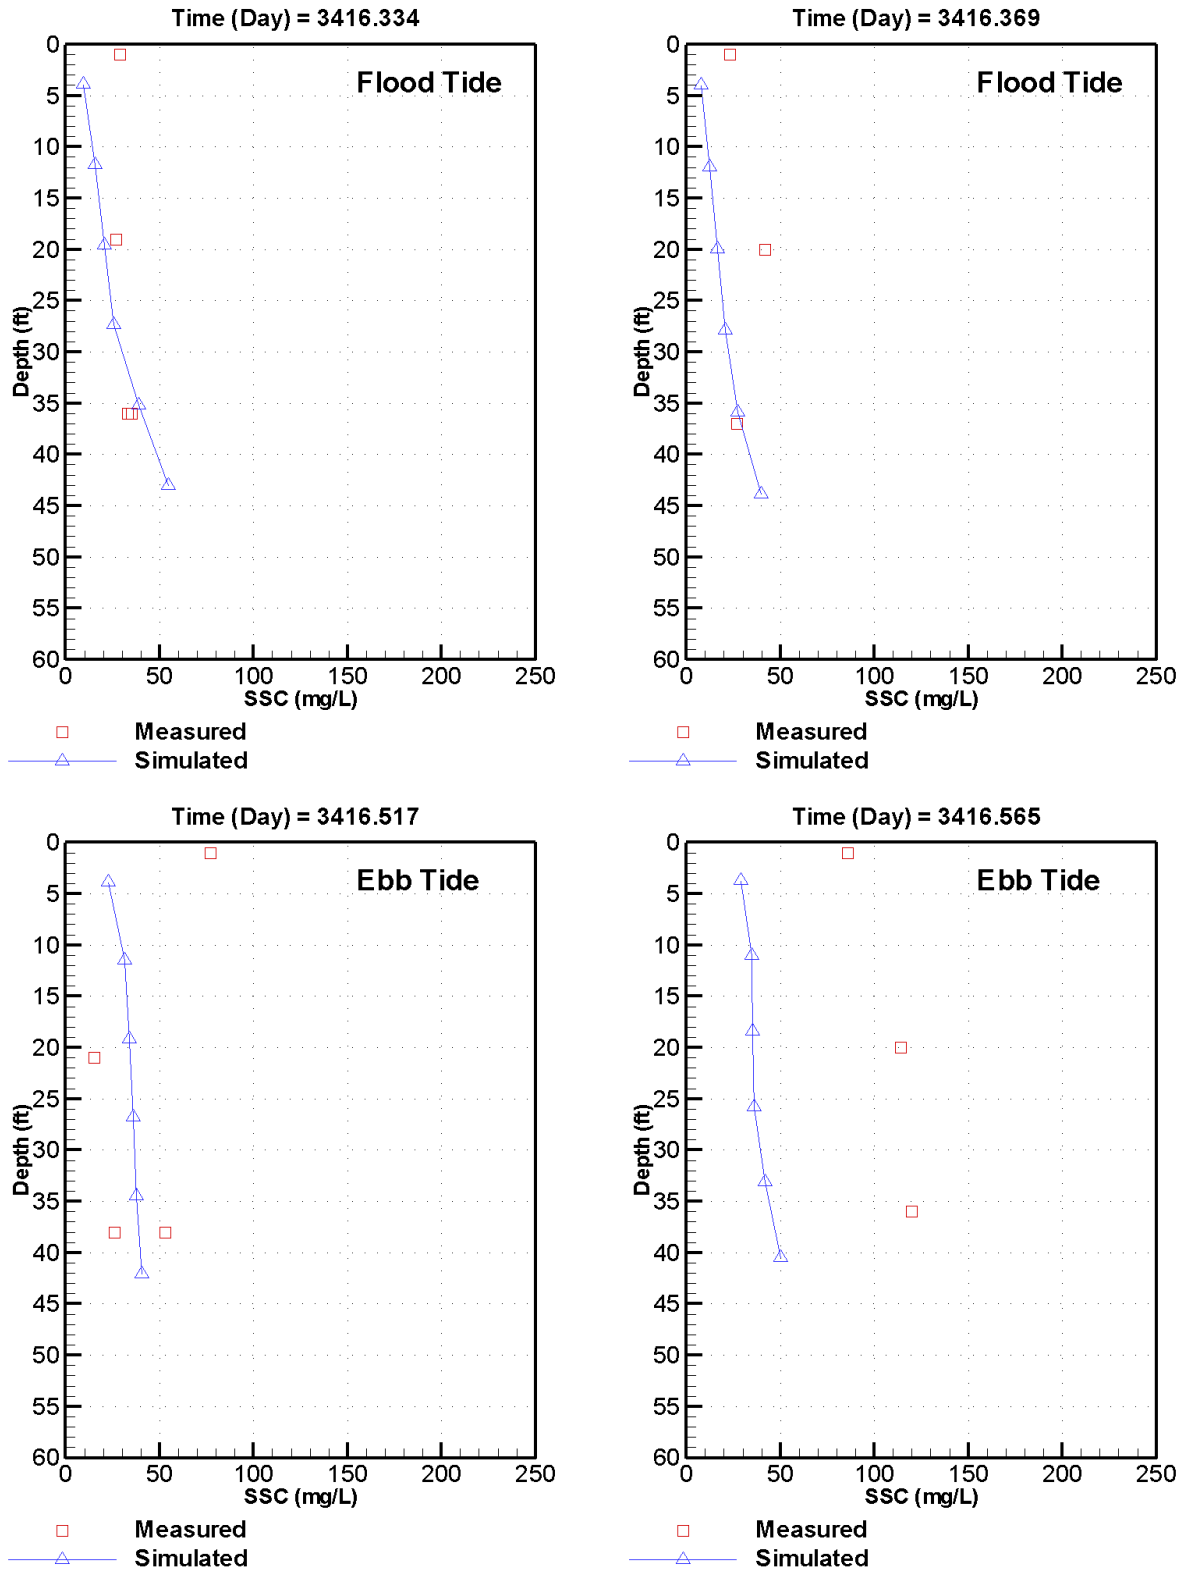 Time (Day) = 3416.334
0
5
10
15
20
25
30
35
40
45
50
55
60
Depth (ft)
Flood Tide
0 50 100 150 200 250
SSC (mg/L)
Measured
Simulated
Time (Day) = 3416.369
0
5
10
15
20
25
30
35
40
45
50
55
60
Depth (ft)
Flood Tide
0 50 100 150 200 250
SSC (mg/L)
Measured
Simulated
Time (Day) = 3416.517
0
5
10
15
20
25
30
35
40
45
50
55
60
Depth (ft)
Ebb Tide
0 50 100 150 200 250
SSC (mg/L)
Measured
Simulated
Time (Day) = 3416.565
0
5
10
15
20
25
30
35
40
45
50
55
60
Depth (ft)
Ebb Tide
0 50 100 150 200 250
SSC (mg/L)
Measured
Simulated